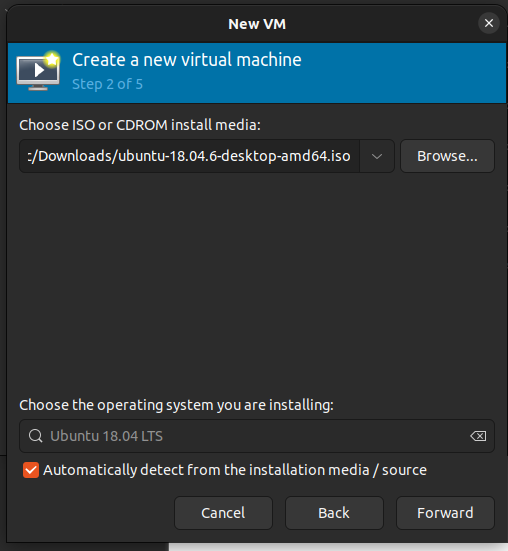 New VM
Create a new virtual machine
Step 2 of 5
Choose ISO or CDROM install media:
:/Downloads/ubuntu-18.04.6-desktop-amd64.iso
Browse...
Choose the operating system you are installing:
Ubuntu 18.04 LTS
Automatically detect from the installation media / source
Cancel
Back
Forward